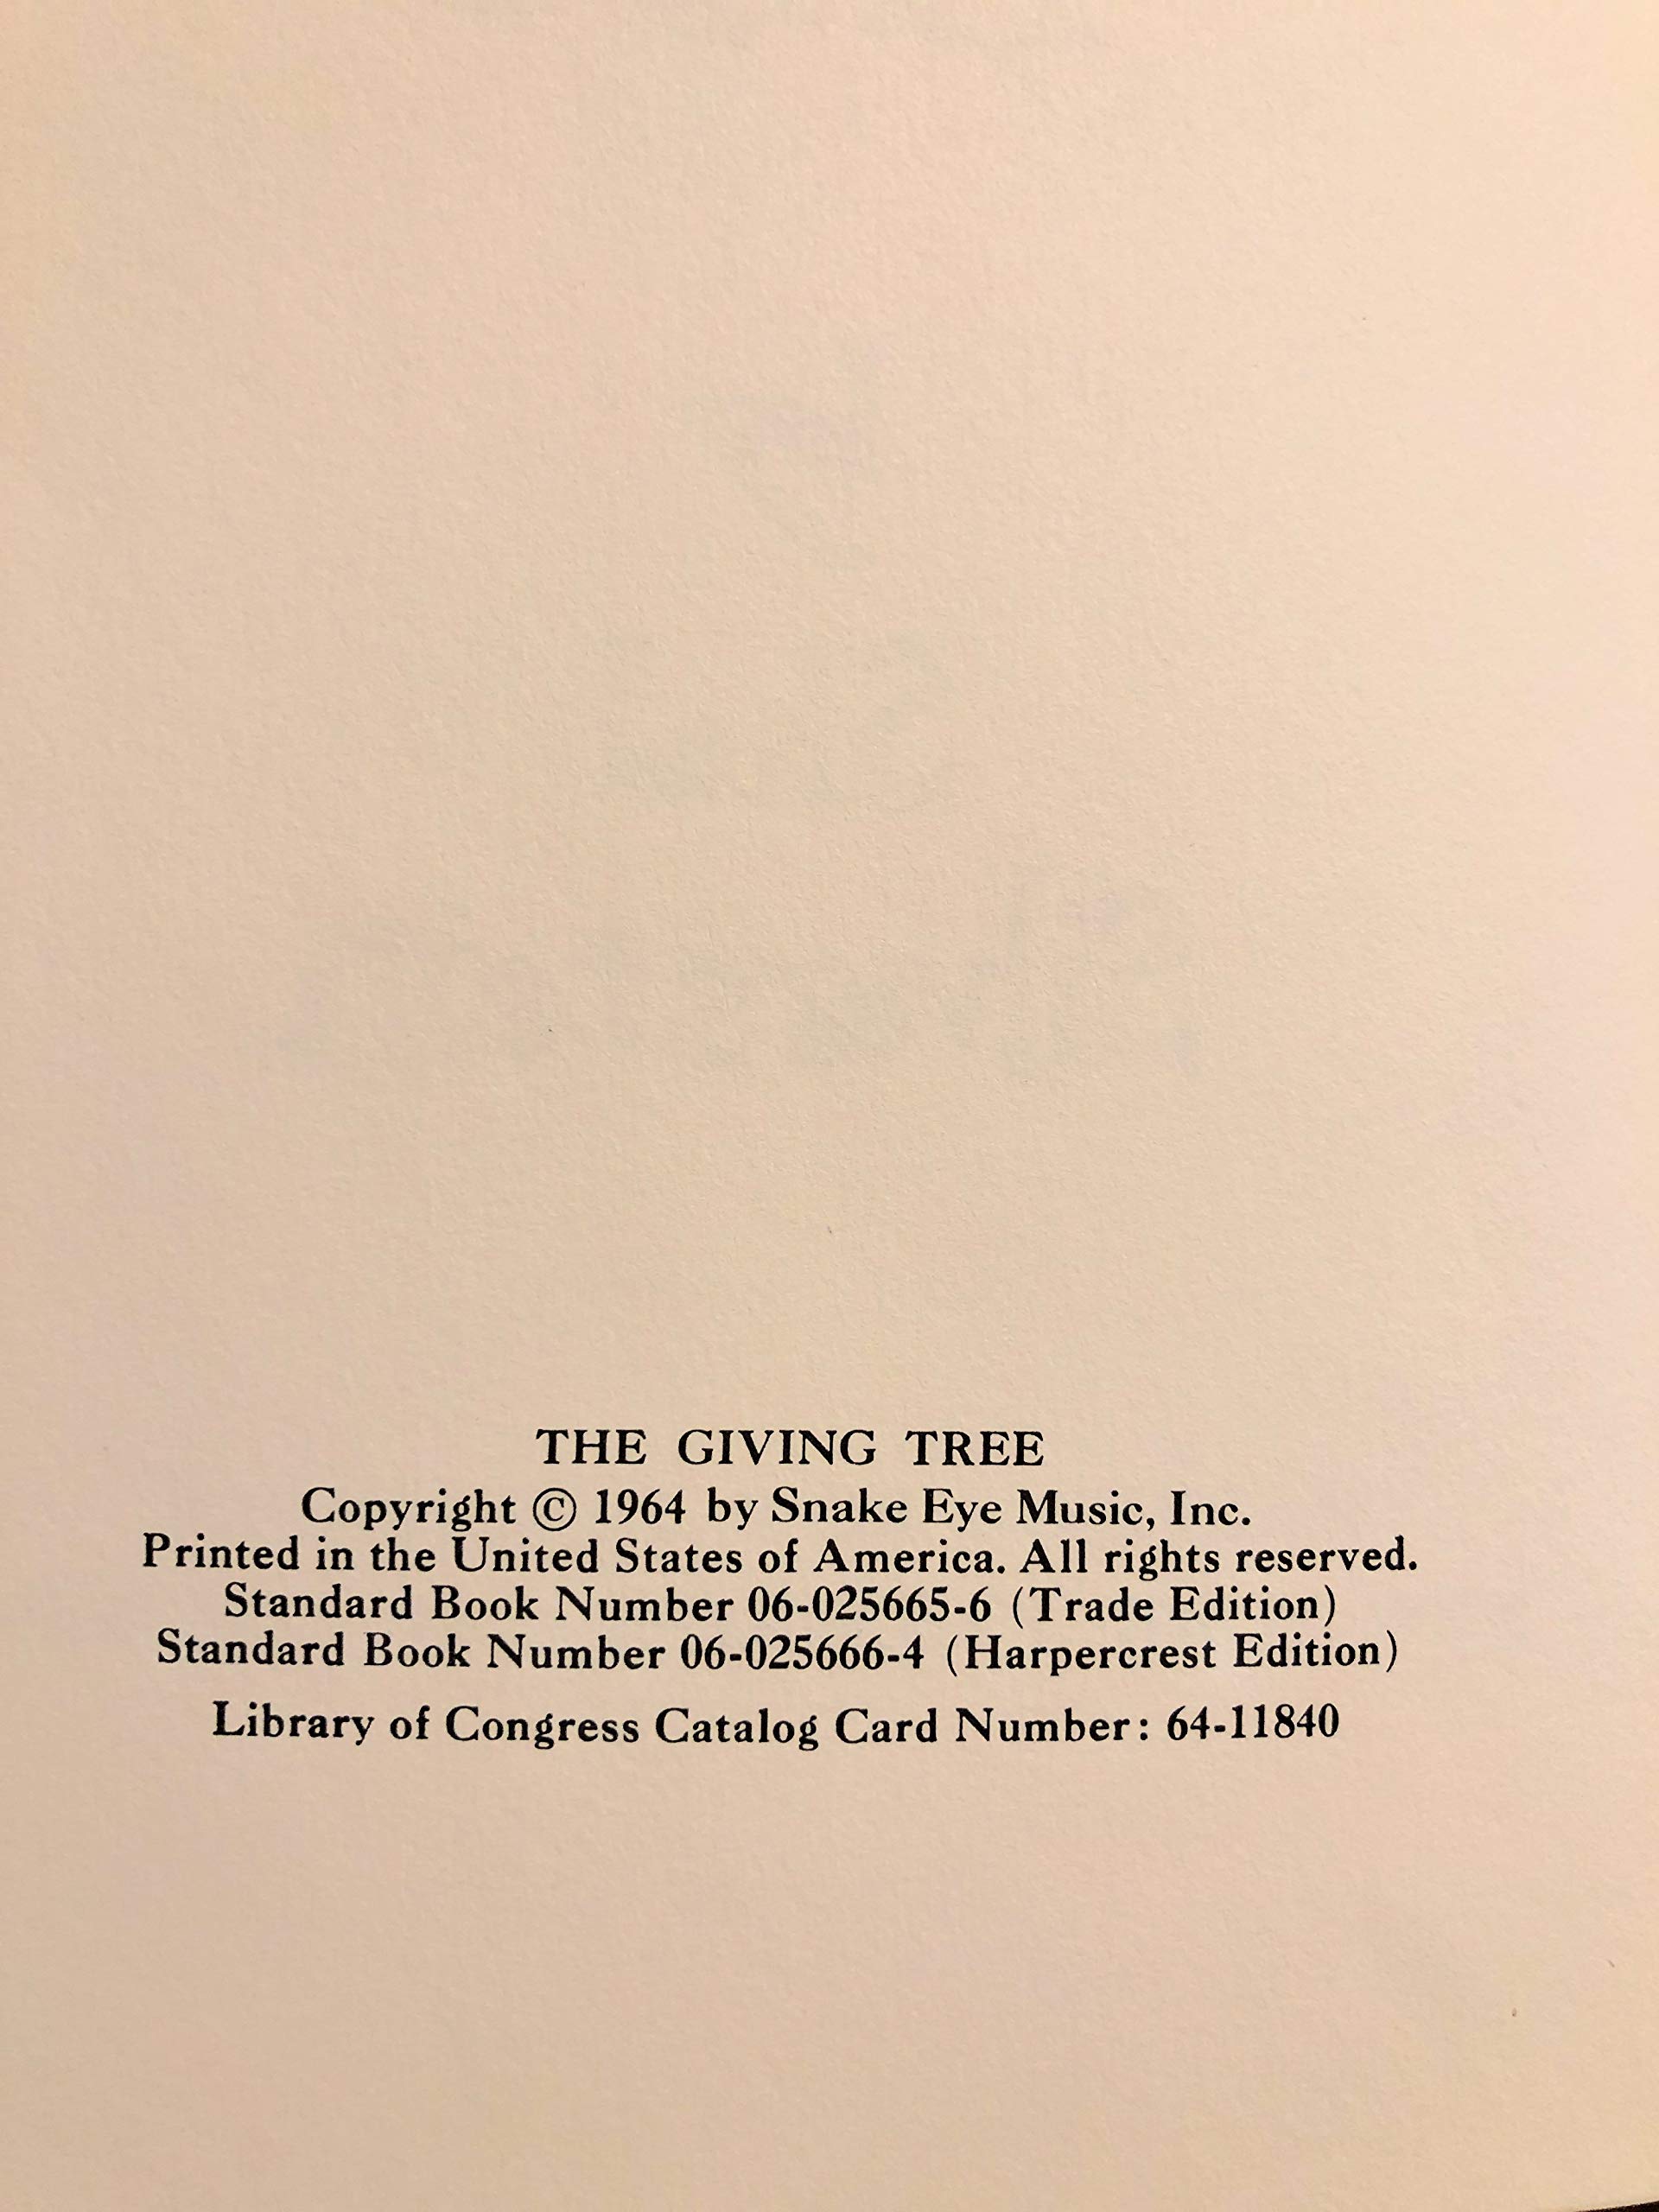 THE GIVING TREE
Copyright © 1964 by Snake Eye Music, Inc.
Printed in the United States of America. All rights reserved.
Standard Book Number 06-025665-6 (Trade Edition)
Standard Book Number 06-025666-4 (Harpercrest Edition)
Library of Congress Catalog Card Number: 64-11840